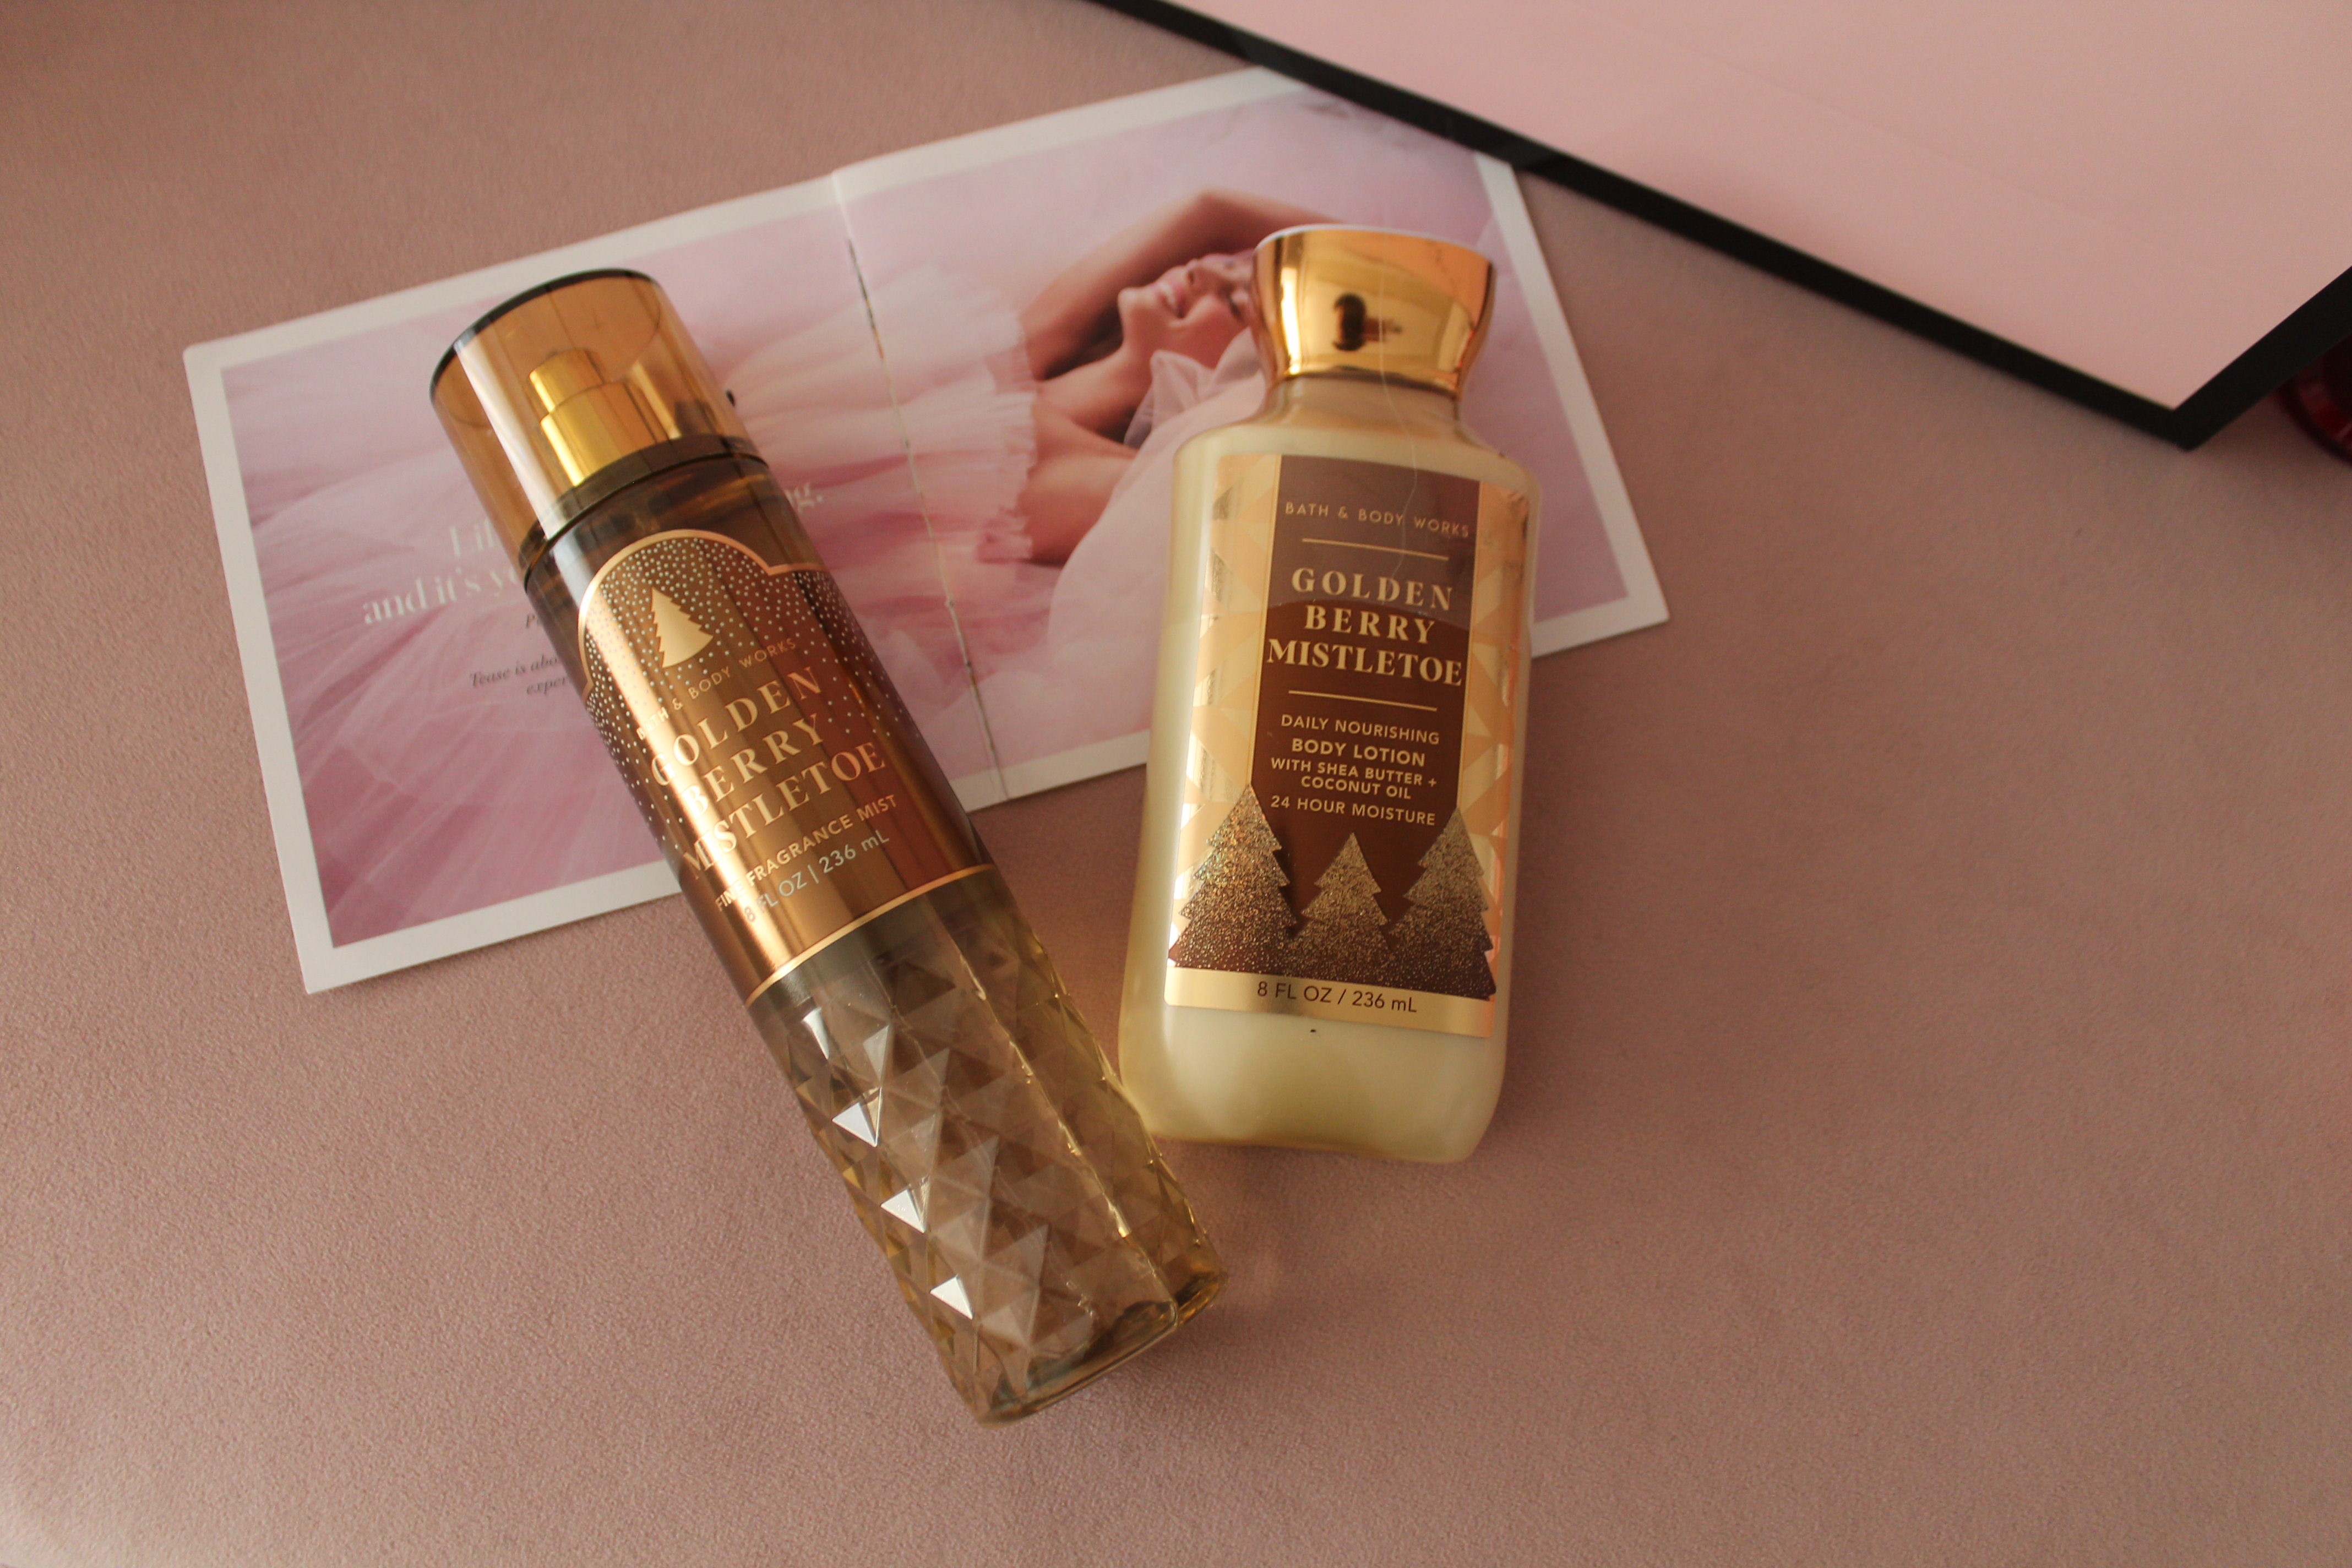 and it's
Tease is
BATH & BODY WORKS
GOLDEN
BERRY
MISTLETOE
FINE FRAGRANCE MIST
8 FL OZ | 236 mL
BATH & BODY WORKS
GOLDEN
BERRY
MISTLETOE
DAILY NOURISHING
BODY LOTION
WITH SHEA BUTTER +
COCONUT OIL
24 HOUR MOISTURE
8 FL OZ / 236 mL